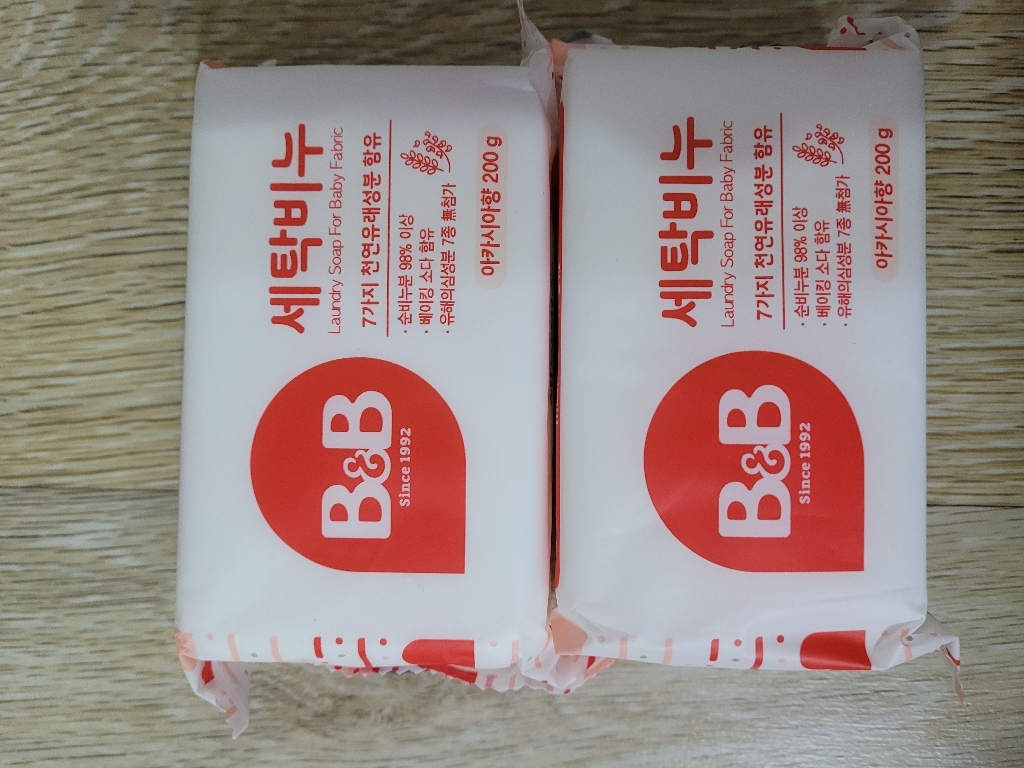 B&B
Since 1992
세탁비누
Laundry Soap For Baby Fabric
7가지 천연유래성분 함유
· 순비누분 98% 이상
· 베이킹 소다 함유
· 유해의심성분 7종 無첨가
아카시아향 200 g
B&B
Since 1992
세탁비누
Laundry Soap For Baby Fabric
7가지 천연유래성분 함유
· 순비누분 98% 이상
· 베이킹 소다 함유
· 유해의심성분 7종 無첨가
아카시아향 200 g